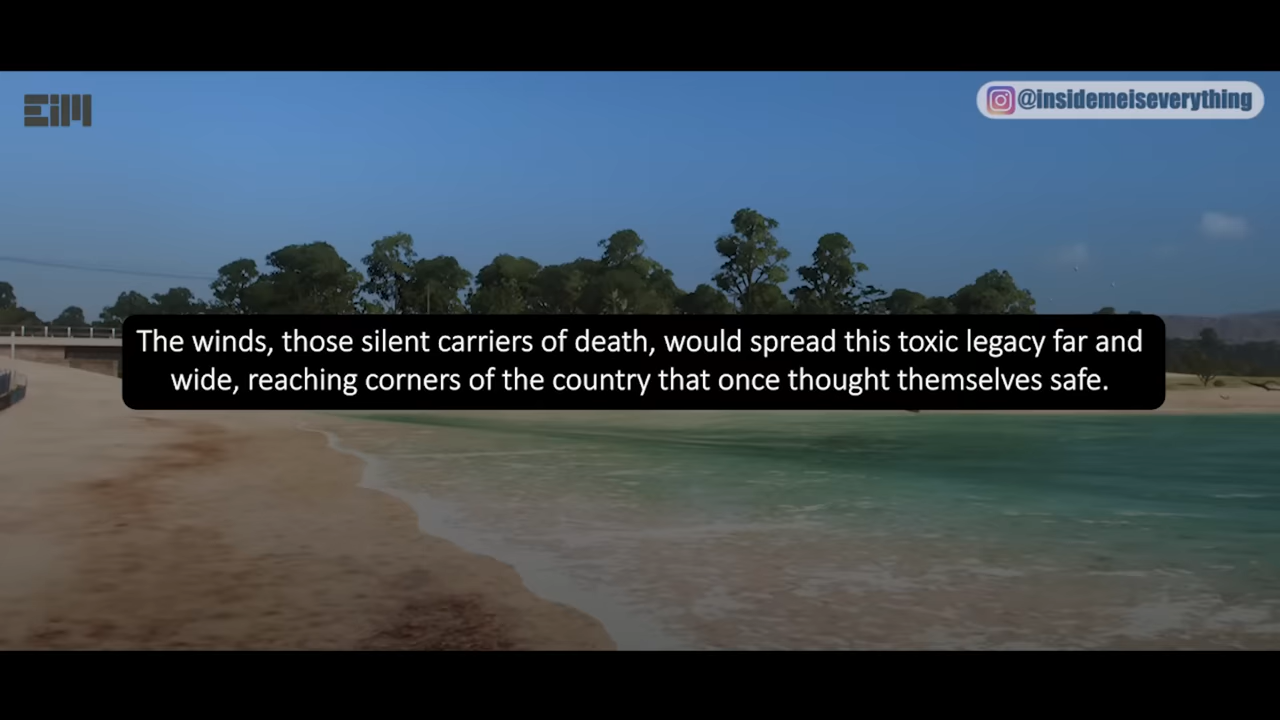 EiM
@insidemeiseverything
The winds, those silent carriers of death, would spread this toxic legacy far and
wide, reaching corners of the country that once thought themselves safe.